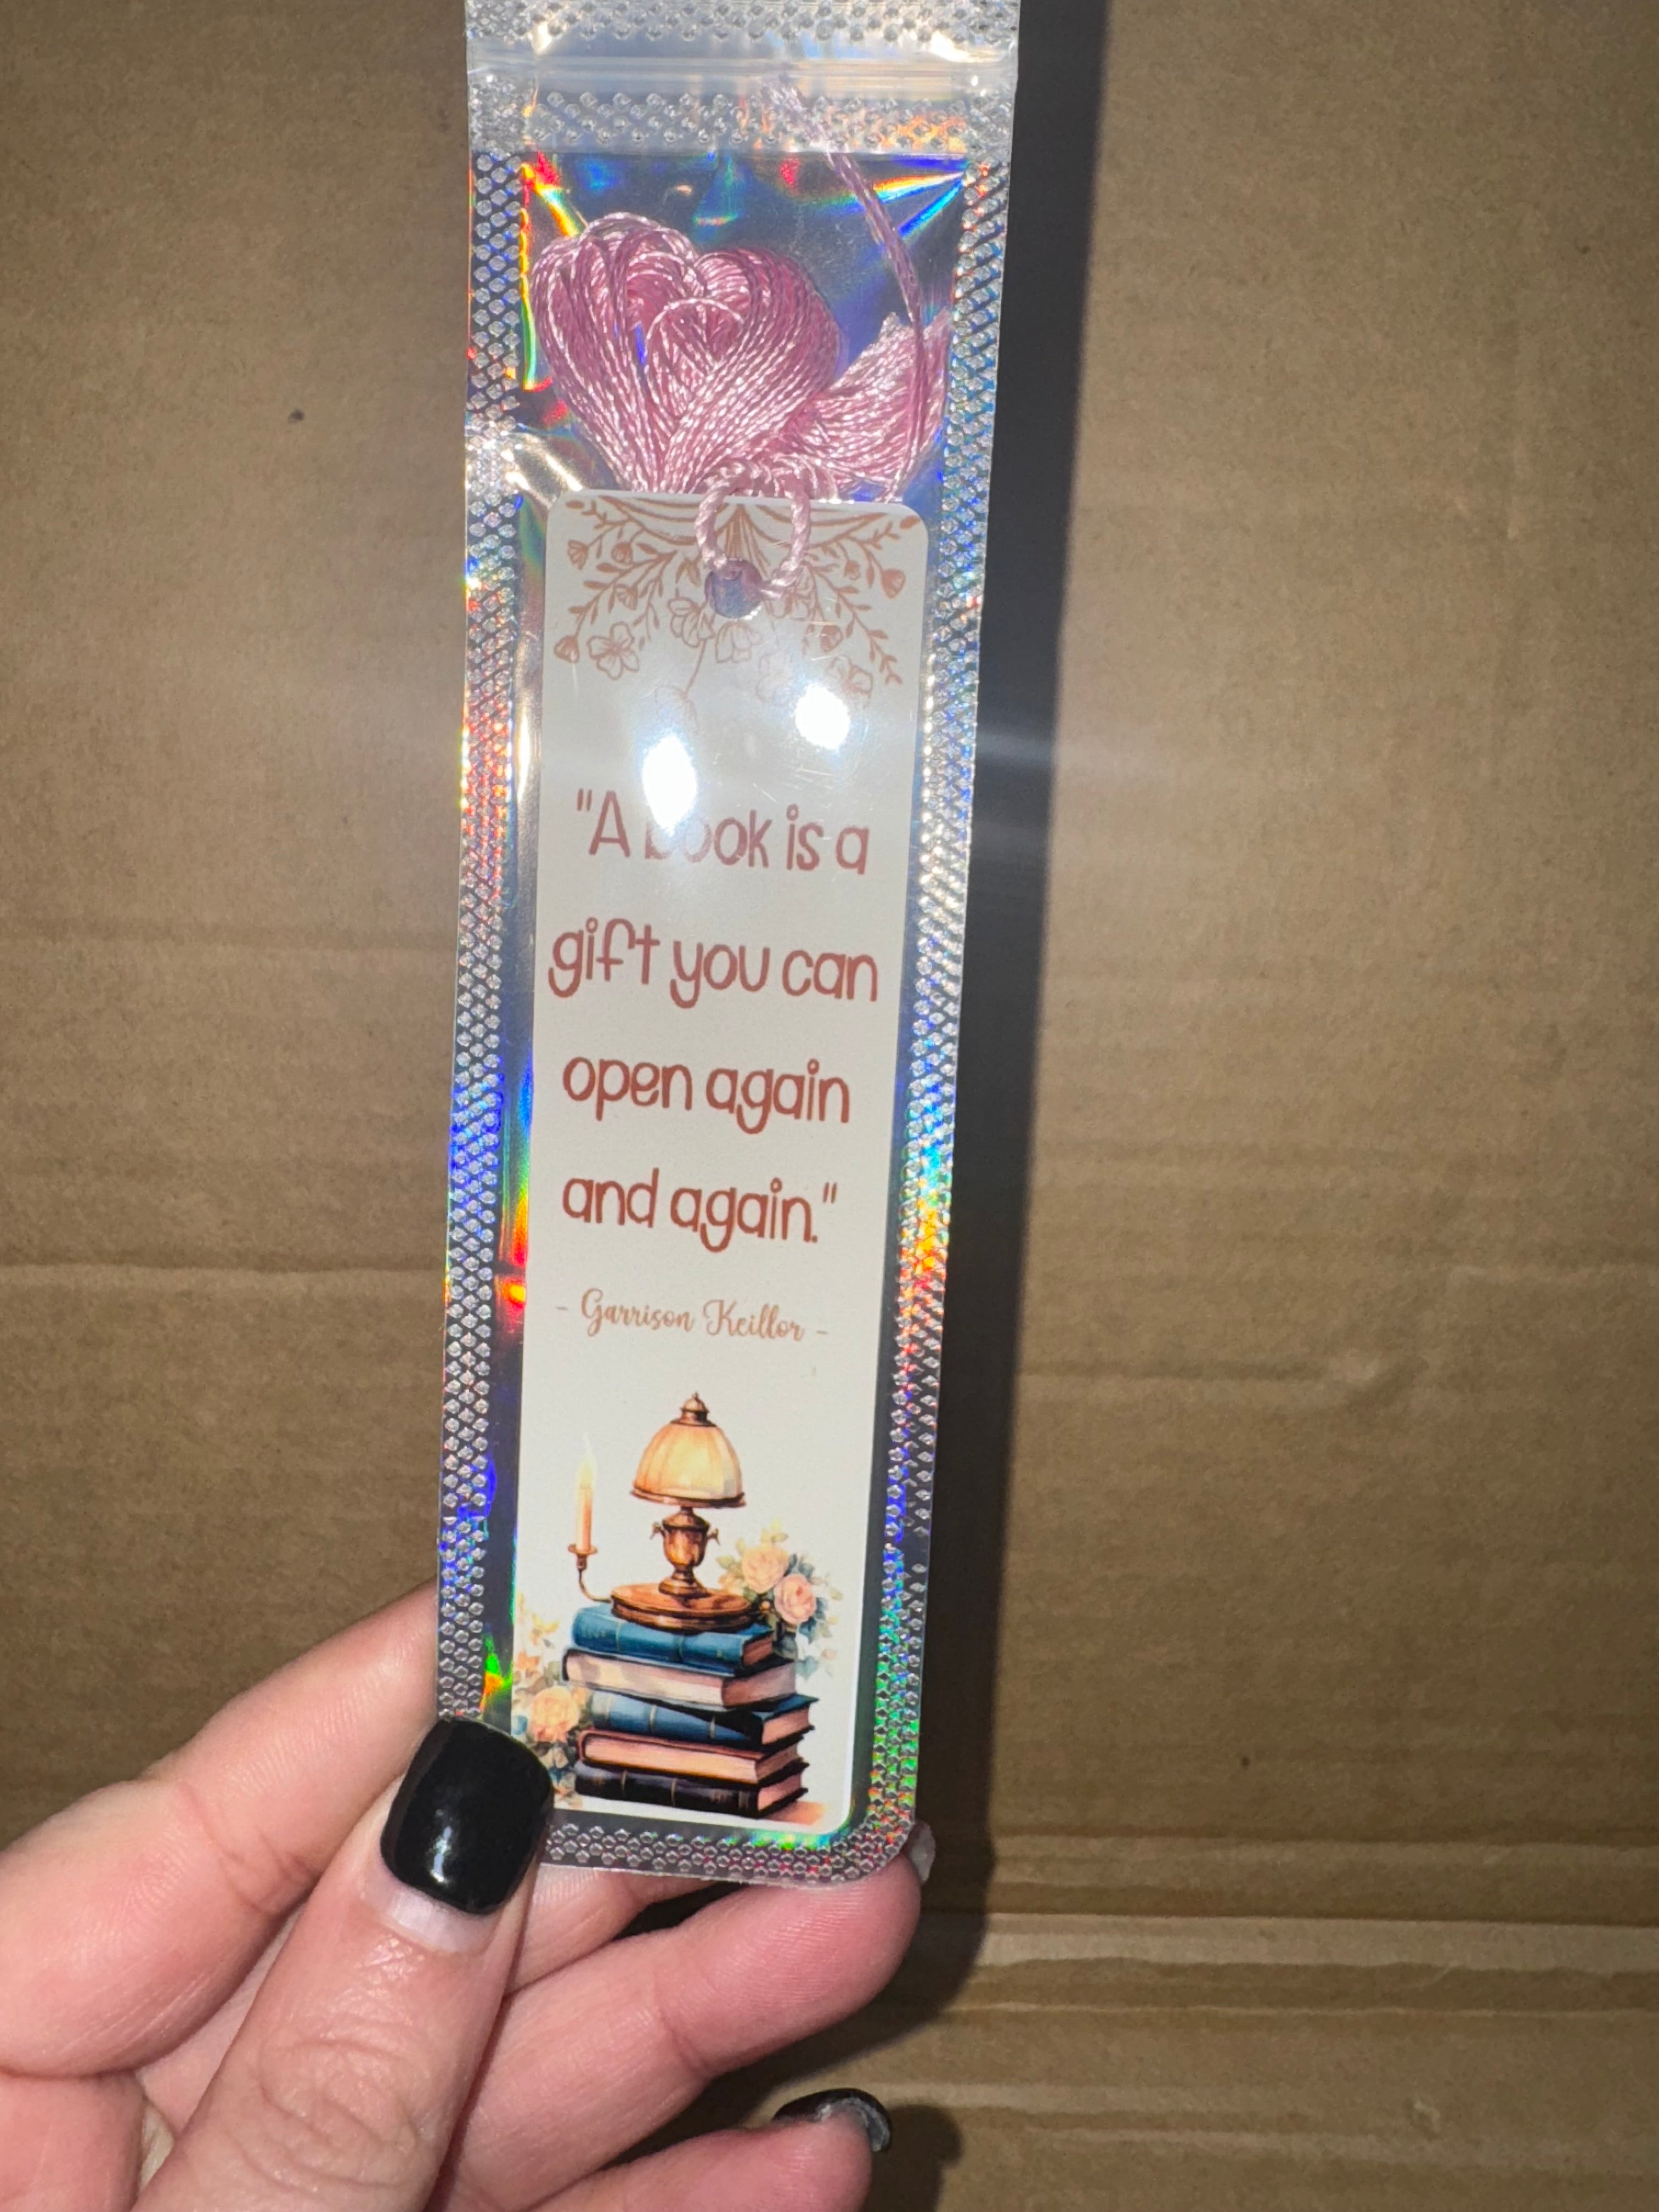 "A book is a
gift you can
open again
and again."
- Garrison Keillor -